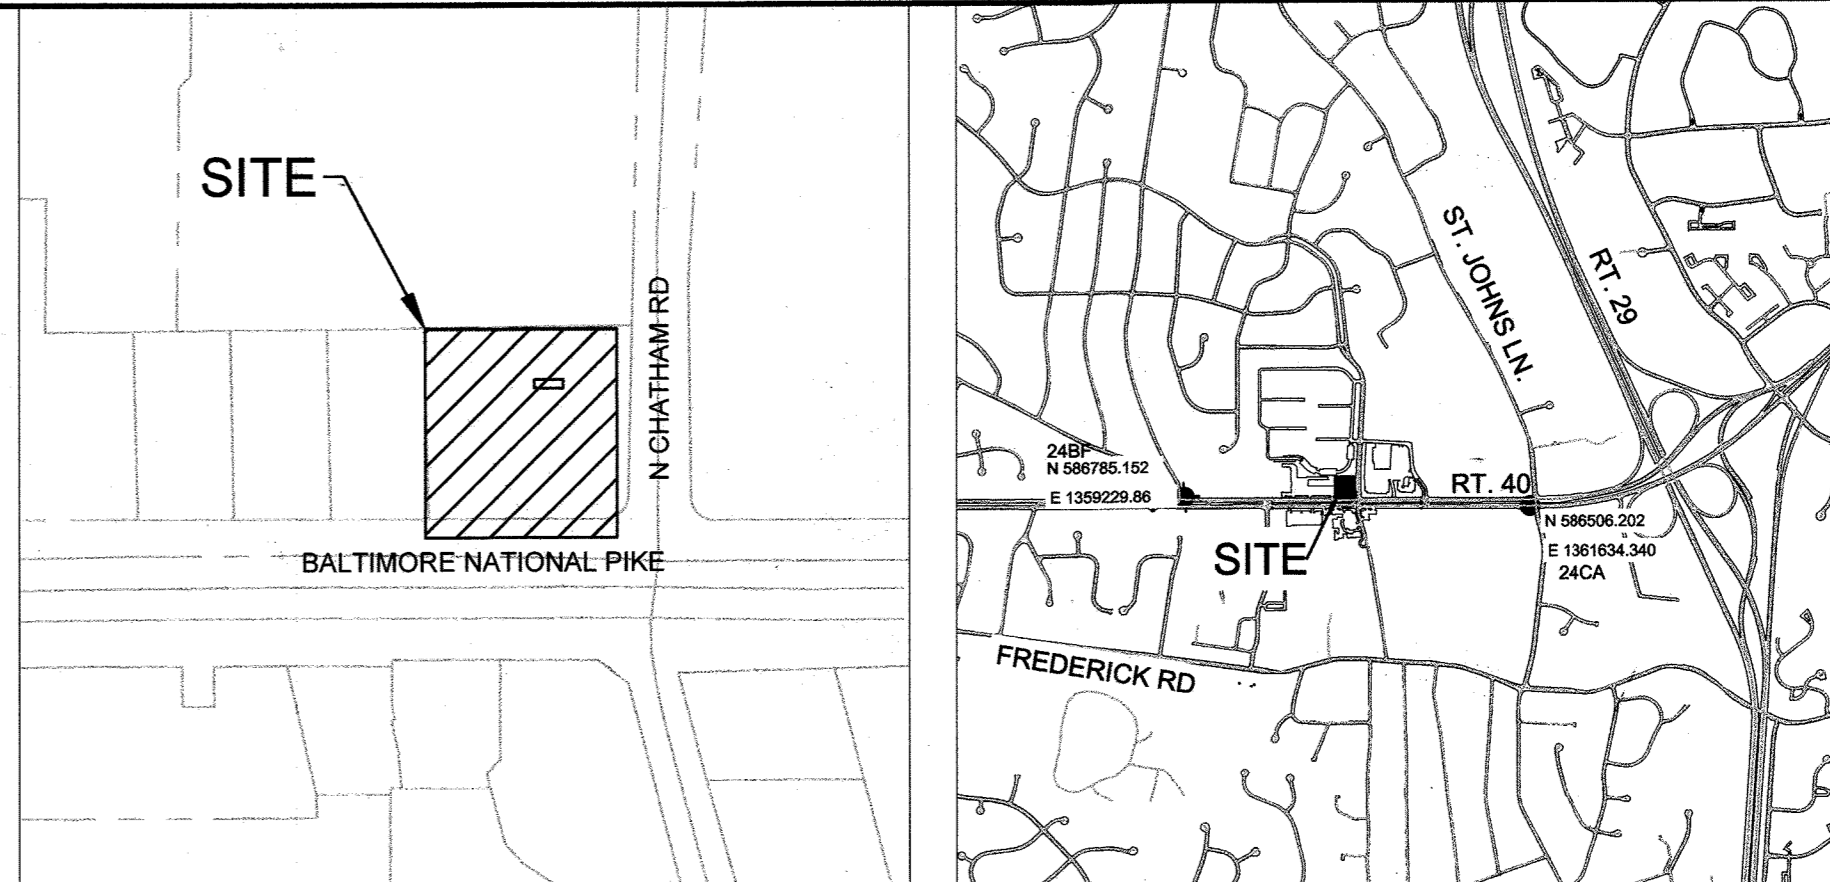 SITE
N CHATHAM RD
BALTIMORE NATIONAL PIKE
ST. JOHNS LN.
RT. 29
24BF
N 586785.152
E 1359229.86
RT. 40
N 586506.202
E 1361634.340
24CA
SITE
FREDERICK RD